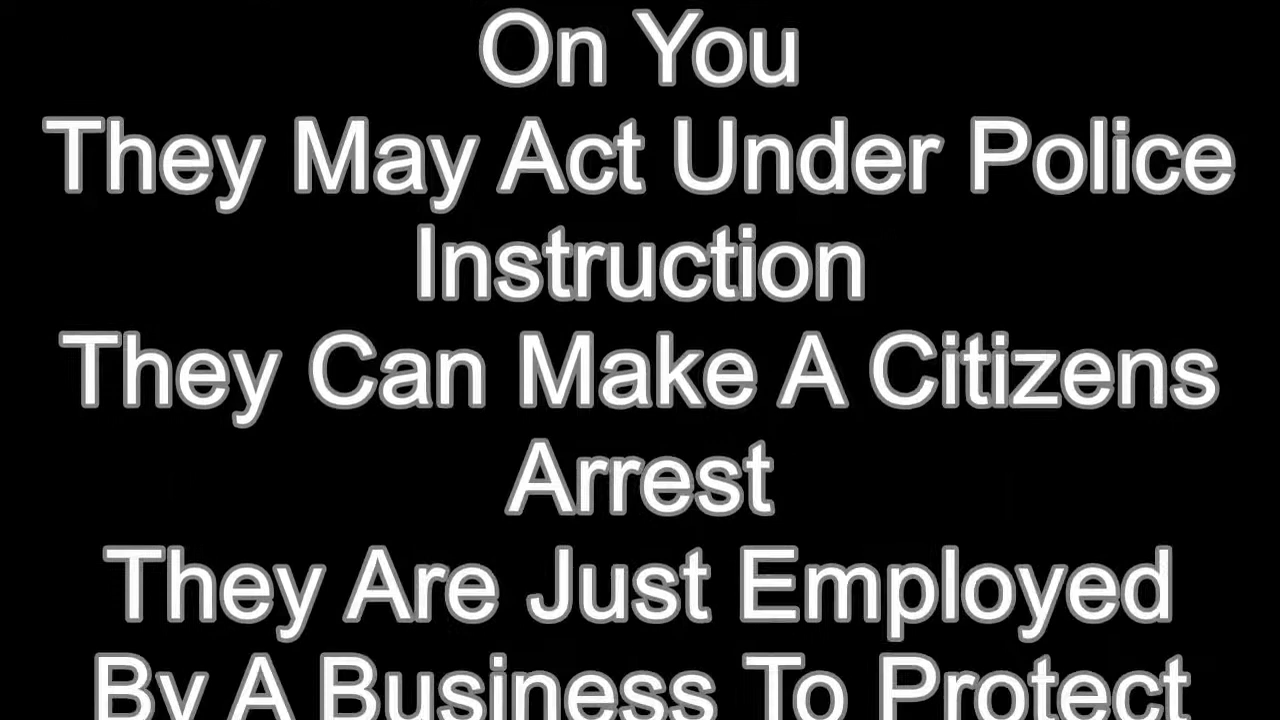 On You
They May Act Under Police
Instruction
They Can Make A Citizens
Arrest
They Are Just Employed
By A Business To Protect